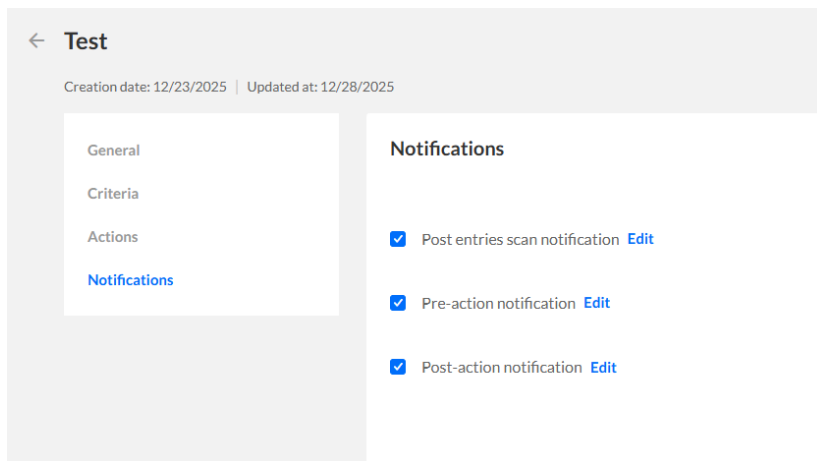 Test
Creation date: 12/23/2025 | Updated at: 12/28/2025
General
Criteria
Actions
Notifications
Notifications
Post entries scan notification Edit
Pre-action notification Edit
Post-action notification Edit